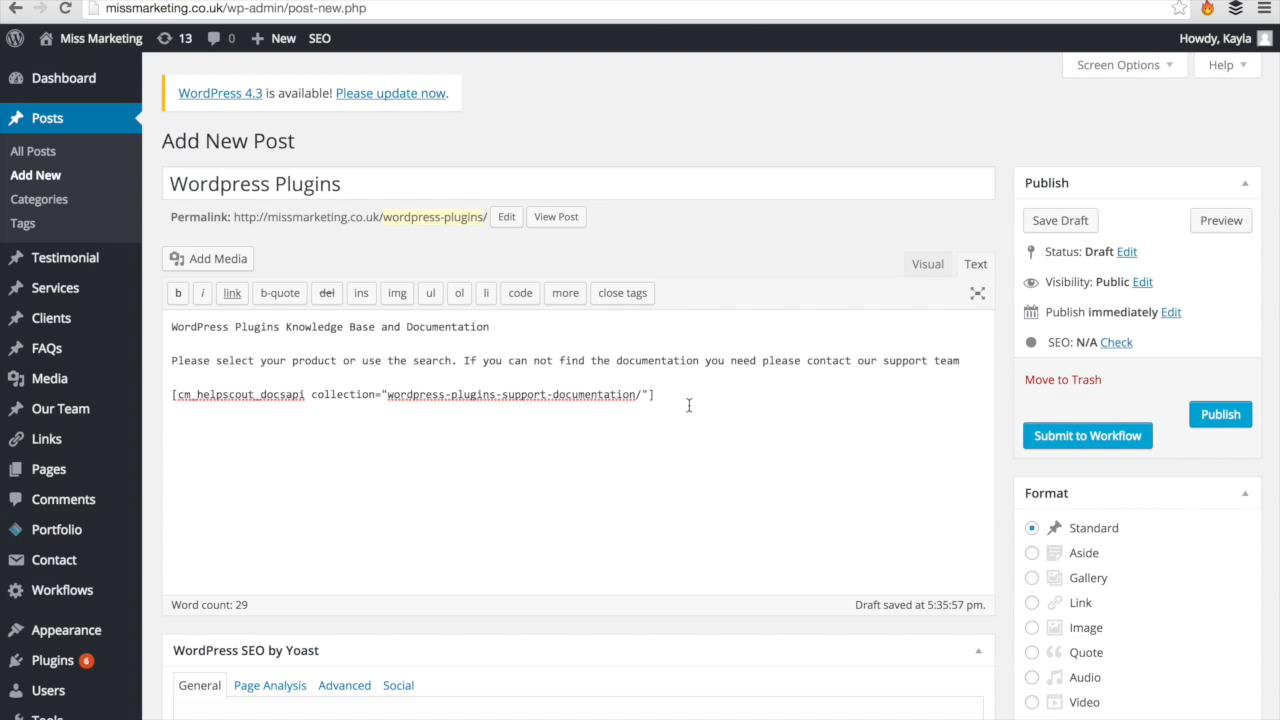 missmarketing.co.uk/wp-admin/post-new.php
Miss Marketing 13 0 New SEO Howdy, Kayla
Dashboard
Posts
All Posts
Add New
Categories
Tags
Testimonial
Services
Clients
FAQs
Media
Our Team
Links
Pages
Comments
Portfolio
Contact
Workflows
Appearance
Plugins 6
Users
Tools
Screen Options Help
WordPress 4.3 is available! Please update now.
Add New Post
Wordpress Plugins
Permalink: http://missmarketing.co.uk/wordpress-plugins/ Edit View Post
Add Media
Visual Text
b i link b-quote del ins img ul ol li code more close tags
WordPress Plugins Knowledge Base and Documentation
Please select your product or use the search. If you can not find the documentation you need please contact our support team
[cm_helpscout_docsapi collection="wordpress-plugins-support-documentation/"]
Word count: 29 Draft saved at 5:35:57 pm.
WordPress SEO by Yoast
General Page Analysis Advanced Social
Publish
Save Draft Preview
Status: Draft Edit
Visibility: Public Edit
Publish immediately Edit
SEO: N/A Check
Move to Trash
Publish
Submit to Workflow
Format
Standard
Aside
Gallery
Link
Image
Quote
Audio
Video